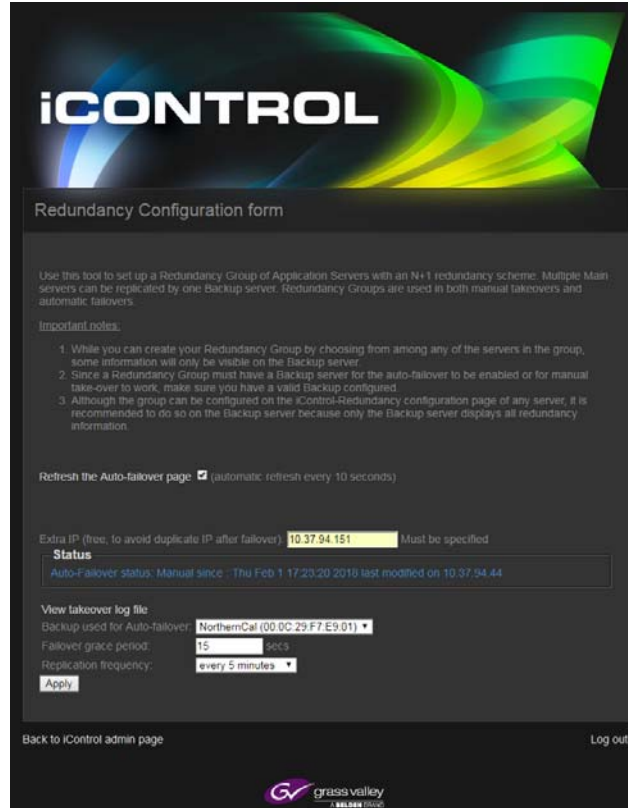 iCONTROL
Redundancy Configuration form
Use this tool to set up a Redundancy Group of Application Servers with an N+1 redundancy scheme. Multiple Main
servers can be replicated by one Backup server. Redundancy Groups are used in both manual takeovers and
automatic failovers.
Important notes:
1. While you can create your Redundancy Group by choosing from among any of the servers in the group,
some information will only be visible on the Backup server.
2. Since a Redundancy Group must have a Backup server for the auto-failover to be enabled or for manual
take-over to work, make sure you have a valid Backup configured.
3. Although the group can be configured on the iControl-Redundancy configuration page of any server, it is
recommended to do so on the Backup server because only the Backup server displays all redundancy
information.
Refresh the Auto-failover page (automatic refresh every 10 seconds)
Extra IP (free, to avoid duplicate IP after failover): 10.37.94.151 Must be specified
Status
Auto-Failover status: Manual since : Thu Feb 1 17:23:20 2018 last modified on 10.37.94.44
View takeover log file
Backup used for Auto-failover: NorthernCal (00:0C:29:F7:E9:01)
Failover grace period: 15 secs
Replication frequency: every 5 minutes
Apply
Back to iControl admin page Log out
GV grass valley
A BELDEN BRAND